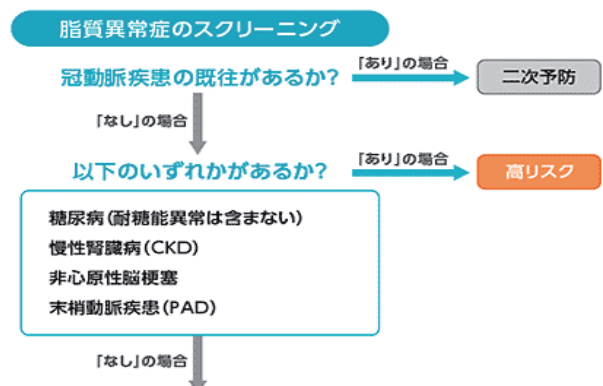 脂質異常症のスクリーニング
冠動脈疾患の既往があるか?
「あり」の場合
二次予防
「なし」の場合
以下のいずれかがあるか?
「あり」の場合
高リスク
糖尿病(耐糖能異常は含まない)
慢性腎臓病(CKD)
非心原性脳梗塞
末梢動脈疾患(PAD)
「なし」の場合